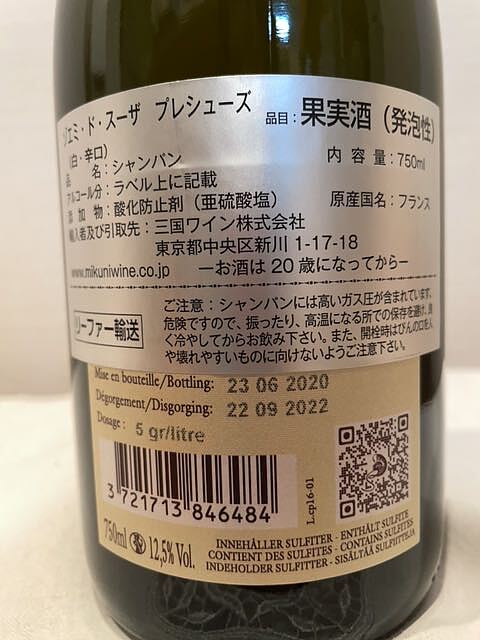 ゾエミ・ド・スーザ プレシューズ
品目：果実酒（発泡性）
（白・辛口）
品 名：シャンパン
内 容 量：750ml
アルコール分：ラベル上に記載
添 加 物：酸化防止剤（亜硫酸塩）
原産国名：フランス
輸入者及び引取先：三国ワイン株式会社
東京都中央区新川 1-17-18
www.mikuniwine.co.jp
ーお酒は 20 歳になってからー
リーファー輸送
ご注意：シャンパンには高いガス圧が含まれています。
危険ですので、振ったり、高温になる所での保存を避け、良
く冷やしてからお飲み下さい。また、開栓時はびんの口を人
や壊れやすいものに向けないようご注意下さい。
Mise en bouteille/Bottling: 23 06 2020
Dégorgement/Disgorging: 22 09 2022
Dosage : 5 gr/litre
3 721713 846484
L.cp16-01
750ml 12,5% Vol.
INNEHÅLLER SULFITER - ENTHÄLT SULFITE
CONTIENT DES SULFITES - CONTAINS SULFITES
INDEHOLDER SULFITTER - SISÄLTÄÄ SULFIITTEJA